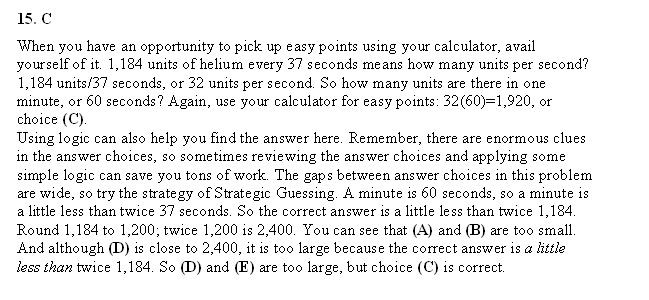 15. C
When you have an opportunity to pick up easy points using your calculator, avail
yourself of it. 1,184 units of helium every 37 seconds means how many units per second?
1,184 units/37 seconds, or 32 units per second. So how many units are there in one
minute, or 60 seconds? Again, use your calculator for easy points: 32(60)=1,920, or
choice (C).
Using logic can also help you find the answer here. Remember, there are enormous clues
in the answer choices, so sometimes reviewing the answer choices and applying some
simple logic can save you tons of work. The gaps between answer choices in this problem
are wide, so try the strategy of Strategic Guessing. A minute is 60 seconds, so a minute is
a little less than twice 37 seconds. So the correct answer is a little less than twice 1,184.
Round 1,184 to 1,200; twice 1,200 is 2,400. You can see that (A) and (B) are too small.
And although (D) is close to 2,400, it is too large because the correct answer is a little
less than twice 1,184. So (D) and (E) are too large, but choice (C) is correct.